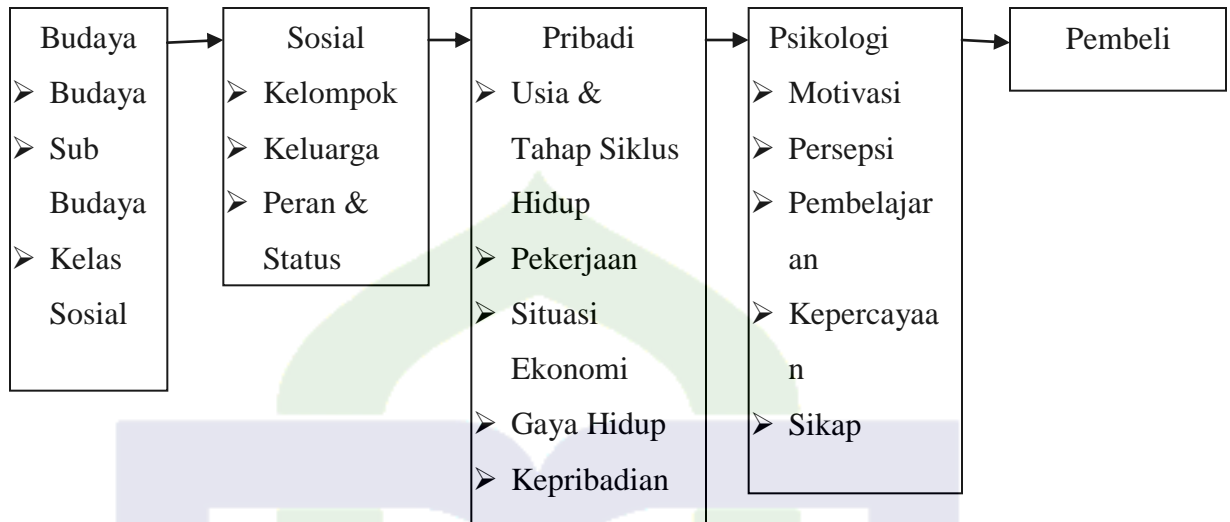 Budaya
➢ Budaya
➢ Sub
Budaya
➢ Kelas
Sosial
Sosial
➢ Kelompok
➢ Keluarga
➢ Peran &
Status
Pribadi
➢ Usia &
Tahap Siklus
Hidup
➢ Pekerjaan
➢ Situasi
Ekonomi
➢ Gaya Hidup
➢ Kepribadian
Psikologi
➢ Motivasi
➢ Persepsi
➢ Pembelajar
an
➢ Kepercayaa
n
➢ Sikap
Pembeli